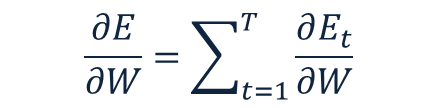 ∂E/∂W = ∑_{t=1}^{T} ∂E_t/∂W